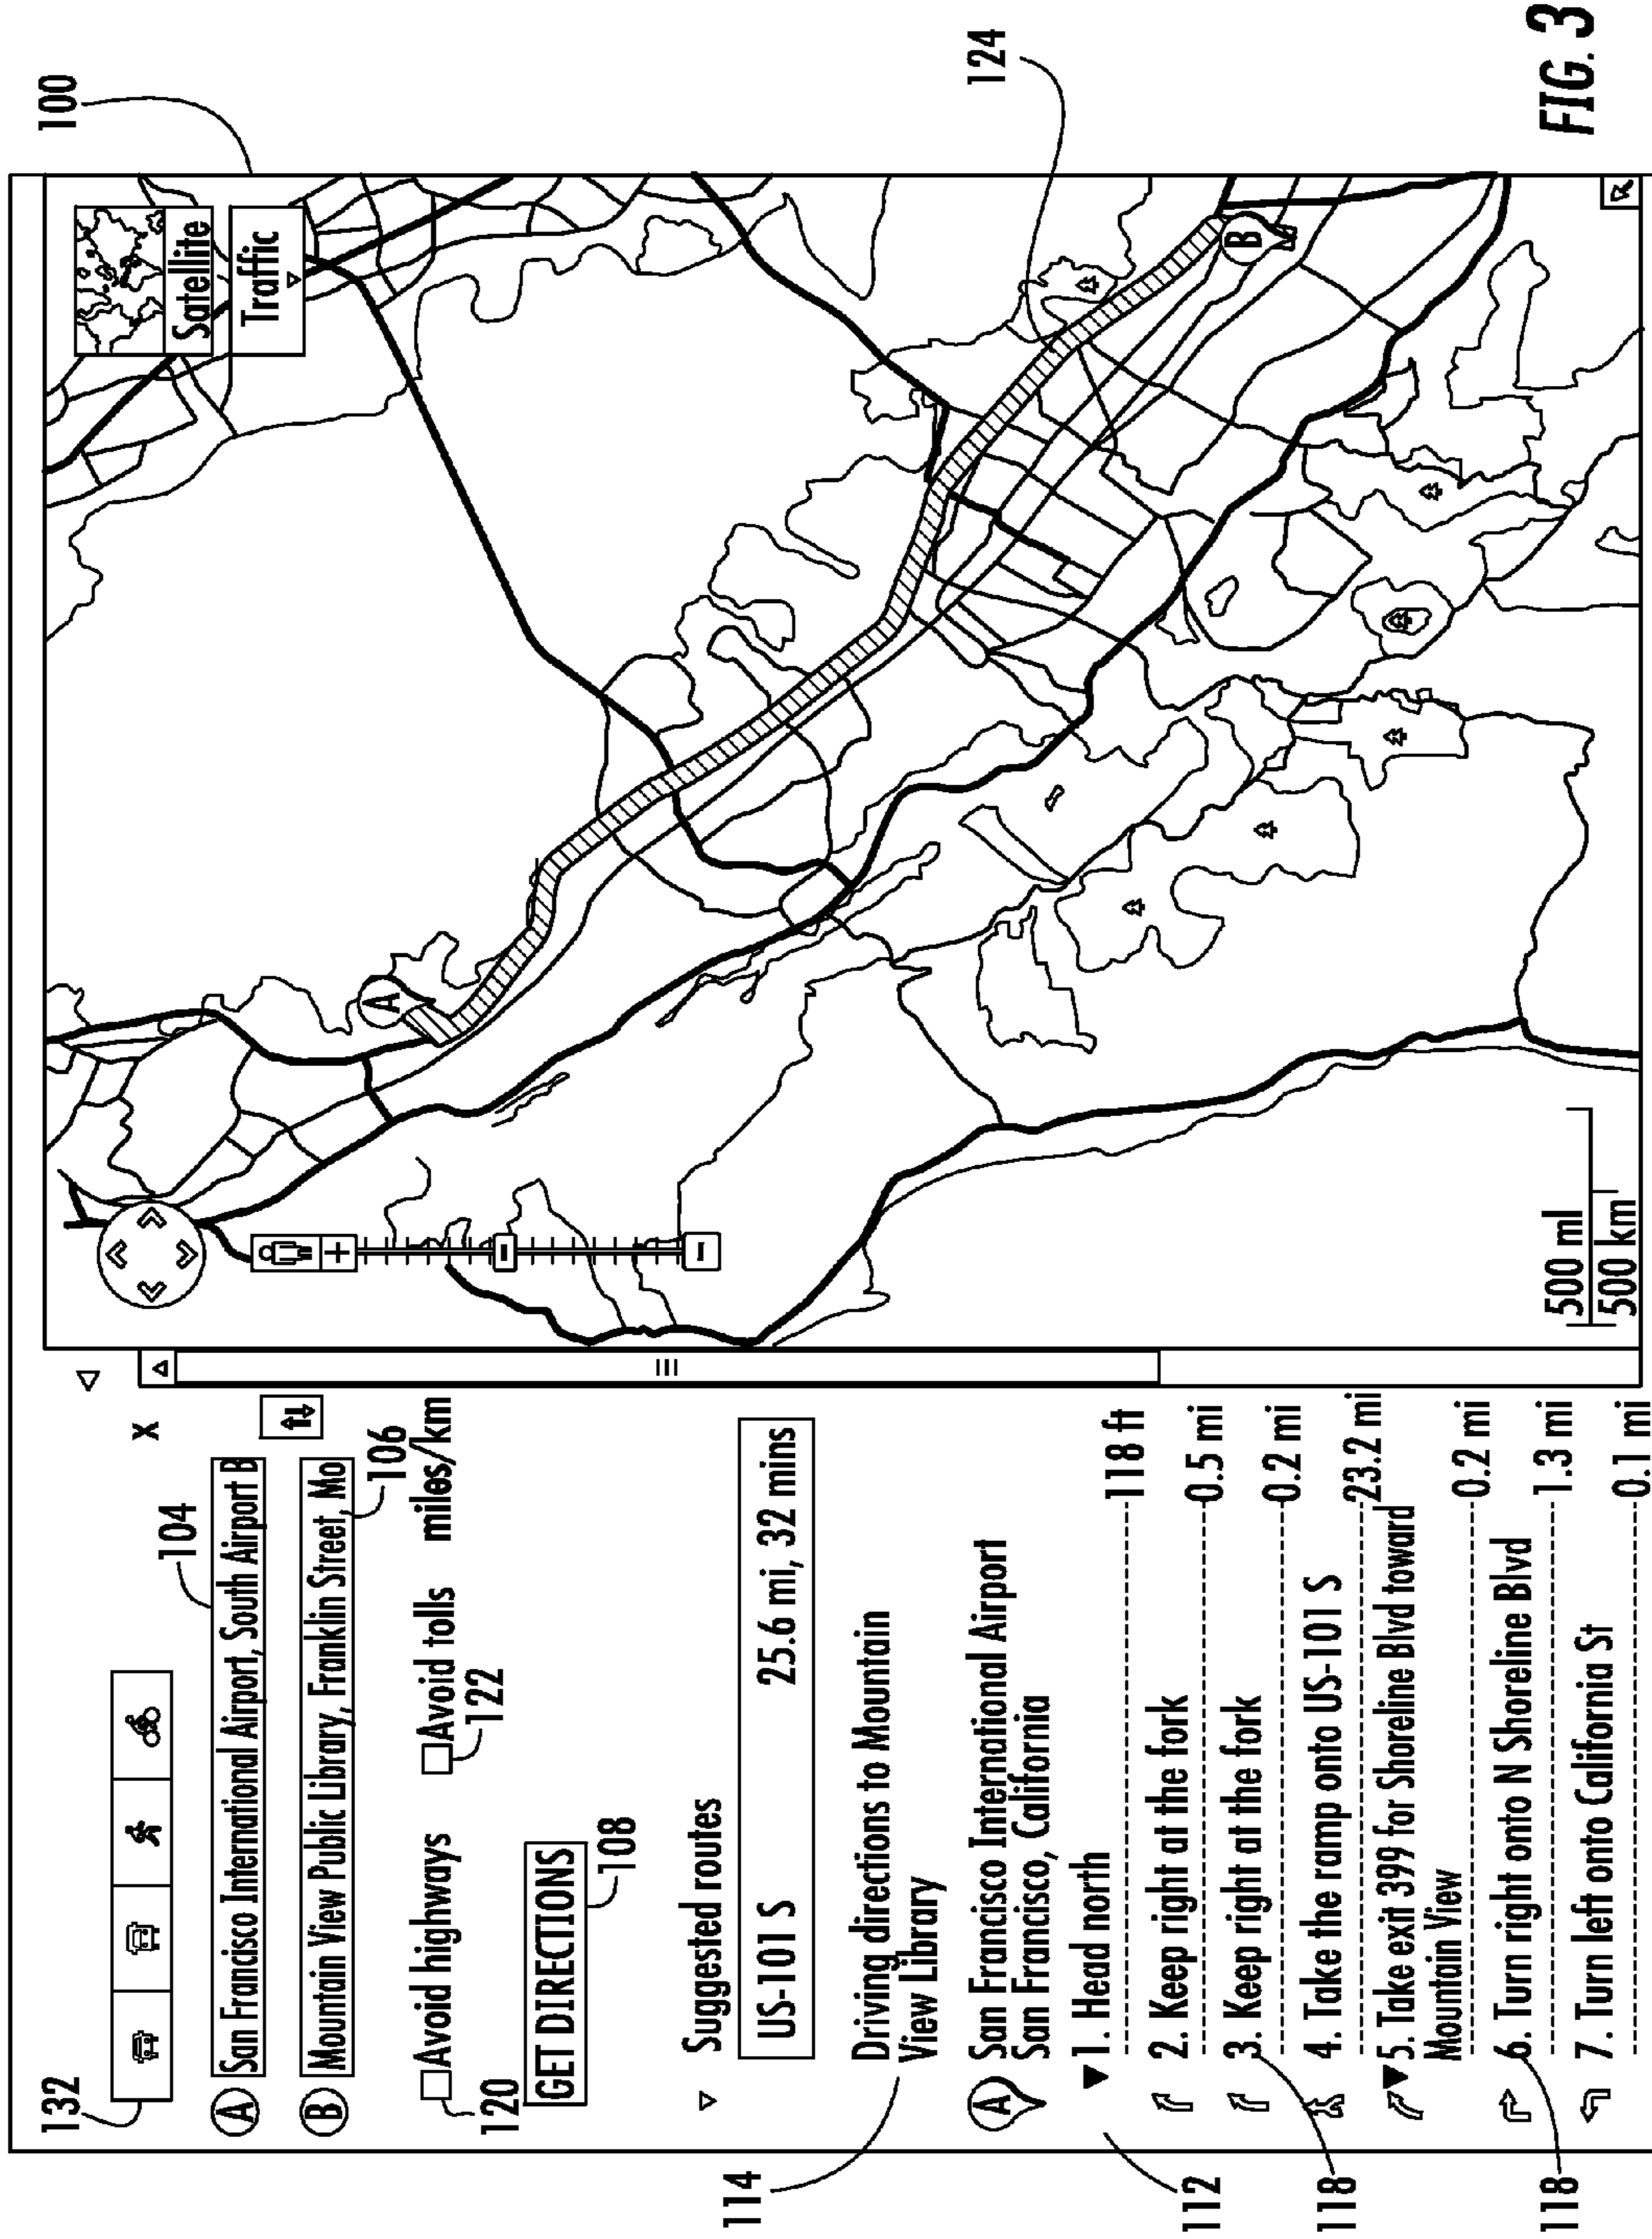 132
104
X
A San Francisco International Airport, South Airport B
B Mountain View Public Library, Franklin Street, Mo
106
Avoid highways Avoid tolls miles/km
120
122
GET DIRECTIONS
108
Suggested routes
US-101 S 25.6 mi, 32 mins
114
Driving directions to Mountain
View Library
A San Francisco International Airport
San Francisco, California
112
1. Head north
118 ft
2. Keep right at the fork
0.5 mi
3. Keep right at the fork
0.2 mi
118
4. Take the ramp onto US-101 S
23.2 mi
5. Take exit 399 for Shoreline Blvd toward
Mountain View
0.2 mi
6. Turn right onto N Shoreline Blvd
1.3 mi
118
7. Turn left onto California St
0.1 mi
100
Satellite
Traffic
A
124
B
500 ml
500 km
FIG. 3